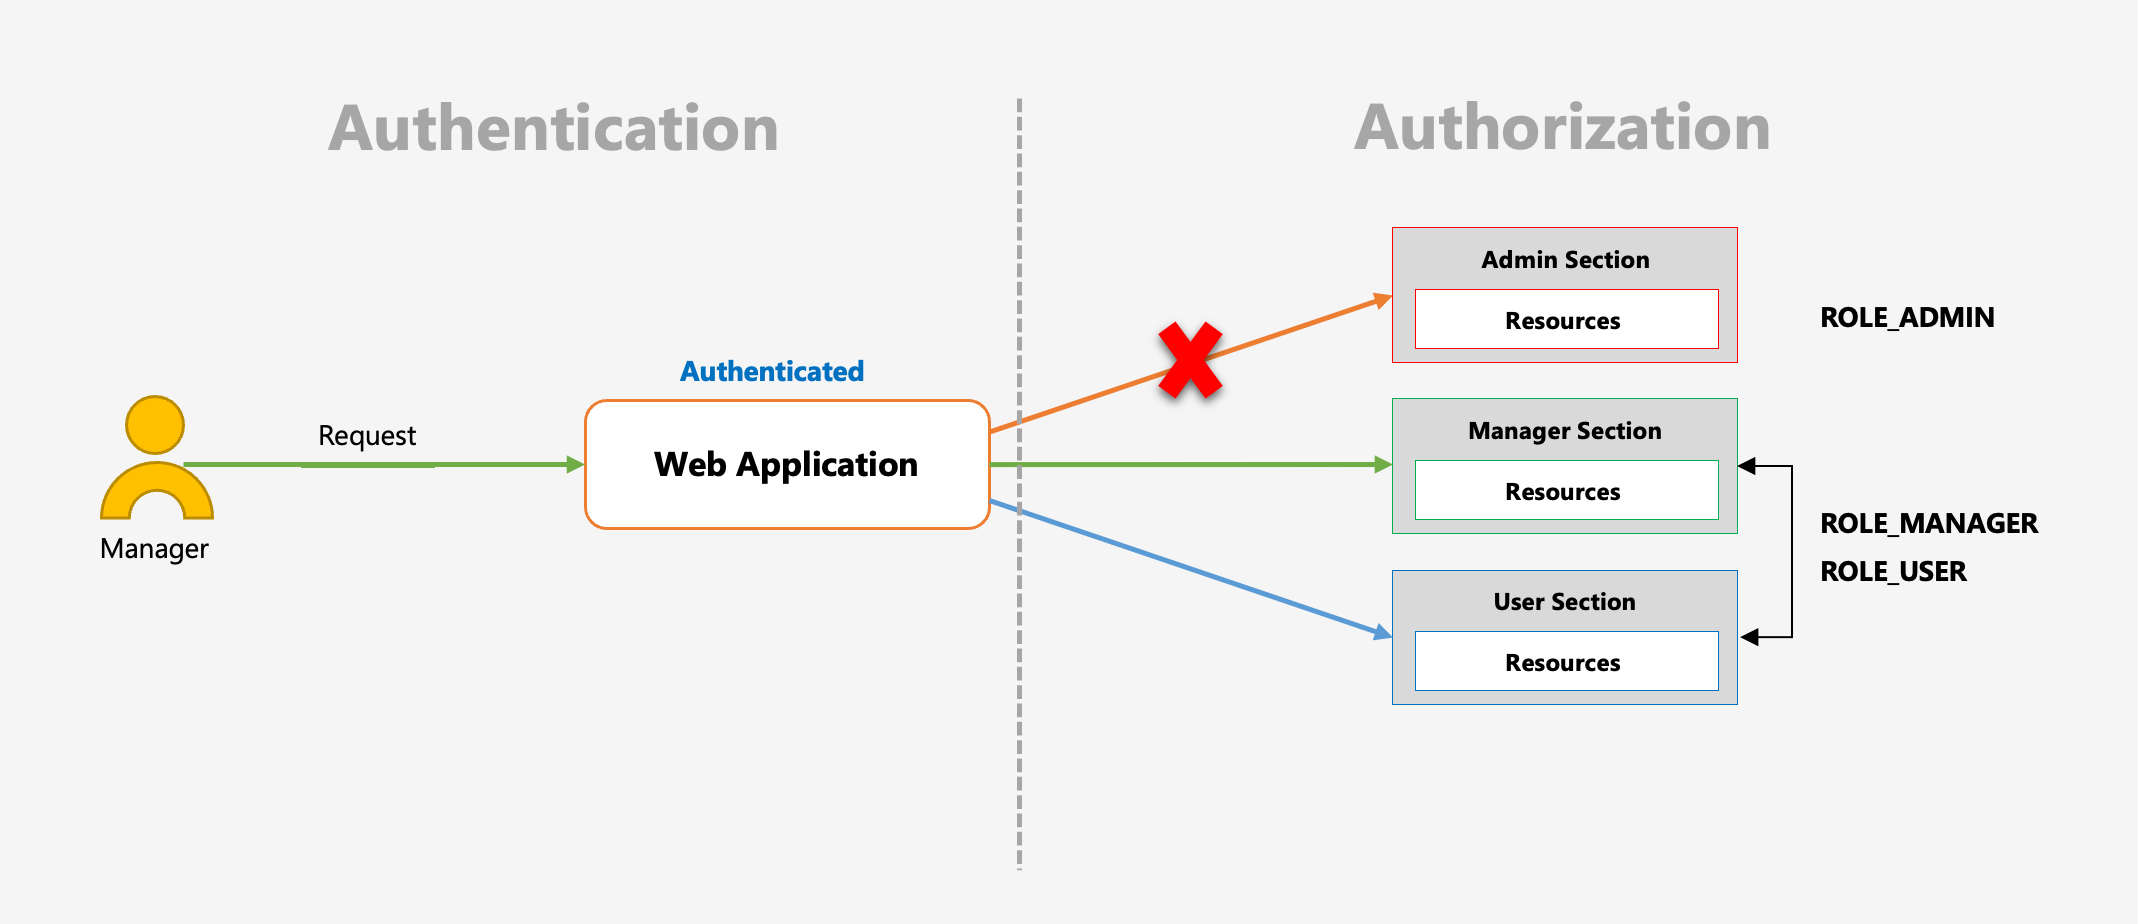 Authentication
Authorization
Request
Manager
Authenticated
Web Application
Admin Section
Resources
ROLE_ADMIN
Manager Section
Resources
ROLE_MANAGER
ROLE_USER
User Section
Resources